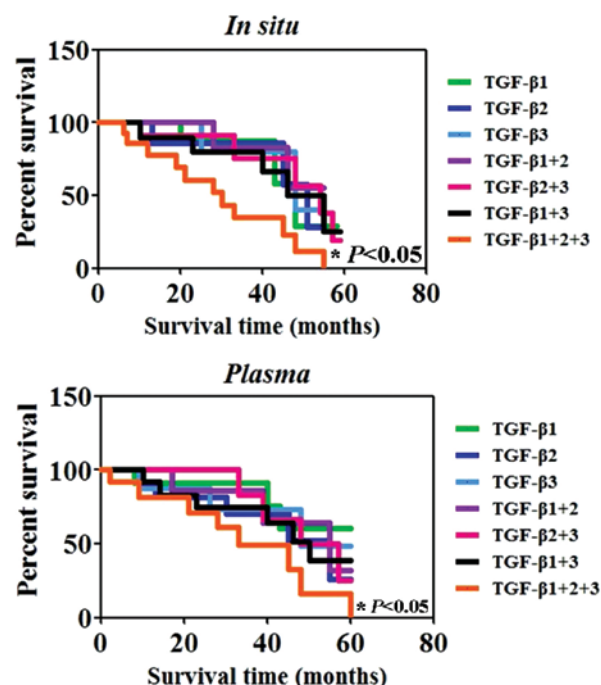 In situ
150
100
50
0
Percent survival
0 20 40 60 80
Survival time (months)
* P<0.05
TGF-β1
TGF-β2
TGF-β3
TGF-β1+2
TGF-β2+3
TGF-β1+3
TGF-β1+2+3
Plasma
150
100
50
0
Percent survival
0 20 40 60 80
Survival time (months)
* P<0.05
TGF-β1
TGF-β2
TGF-β3
TGF-β1+2
TGF-β2+3
TGF-β1+3
TGF-β1+2+3